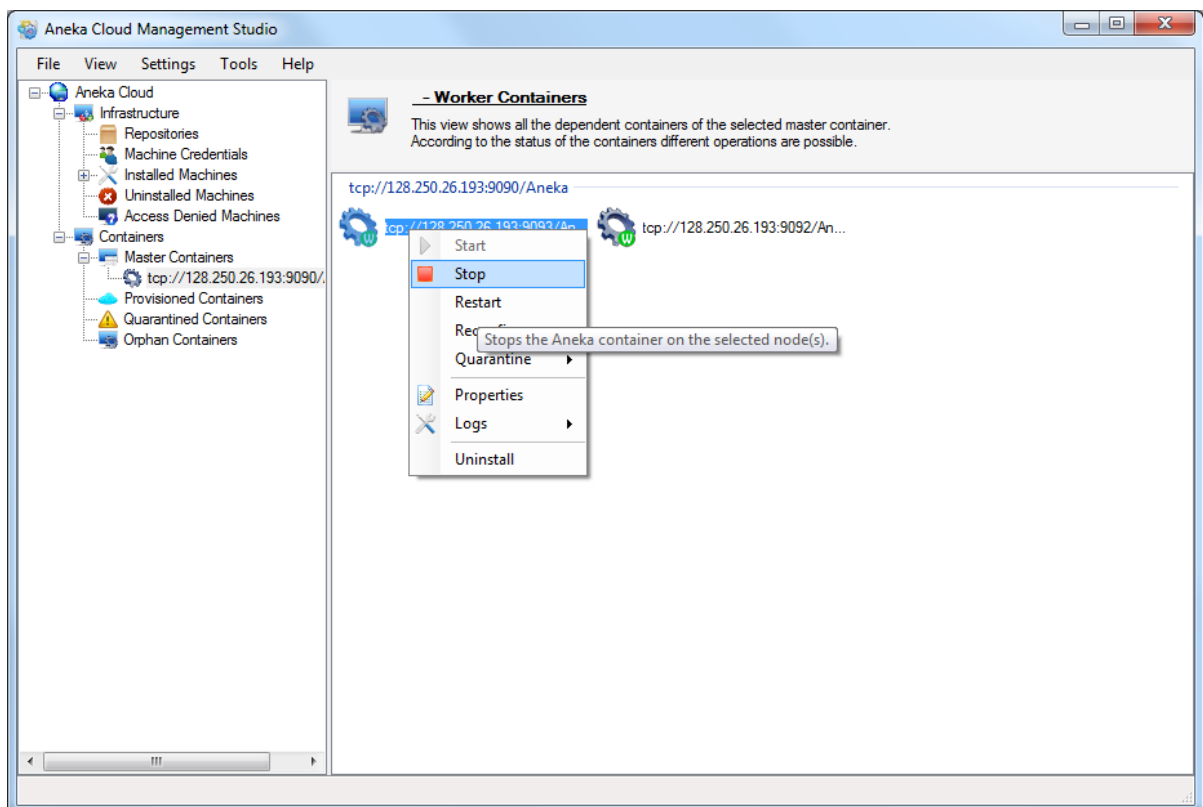 Aneka Cloud Management Studio
File View Settings Tools Help
Aneka Cloud
Infrastructure
Repositories
Machine Credentials
Installed Machines
Uninstalled Machines
Access Denied Machines
Containers
Master Containers
tcp://128.250.26.193:9090/
Provisioned Containers
Quarantined Containers
Orphan Containers
- Worker Containers
This view shows all the dependent containers of the selected master container.
According to the status of the containers different operations are possible.
tcp://128.250.26.193:9090/Aneka
tcp://128.250.26.193:9093/An...
tcp://128.250.26.193:9092/An...
Start
Stop
Restart
Stops the Aneka container on the selected node(s).
Quarantine
Properties
Logs
Uninstall